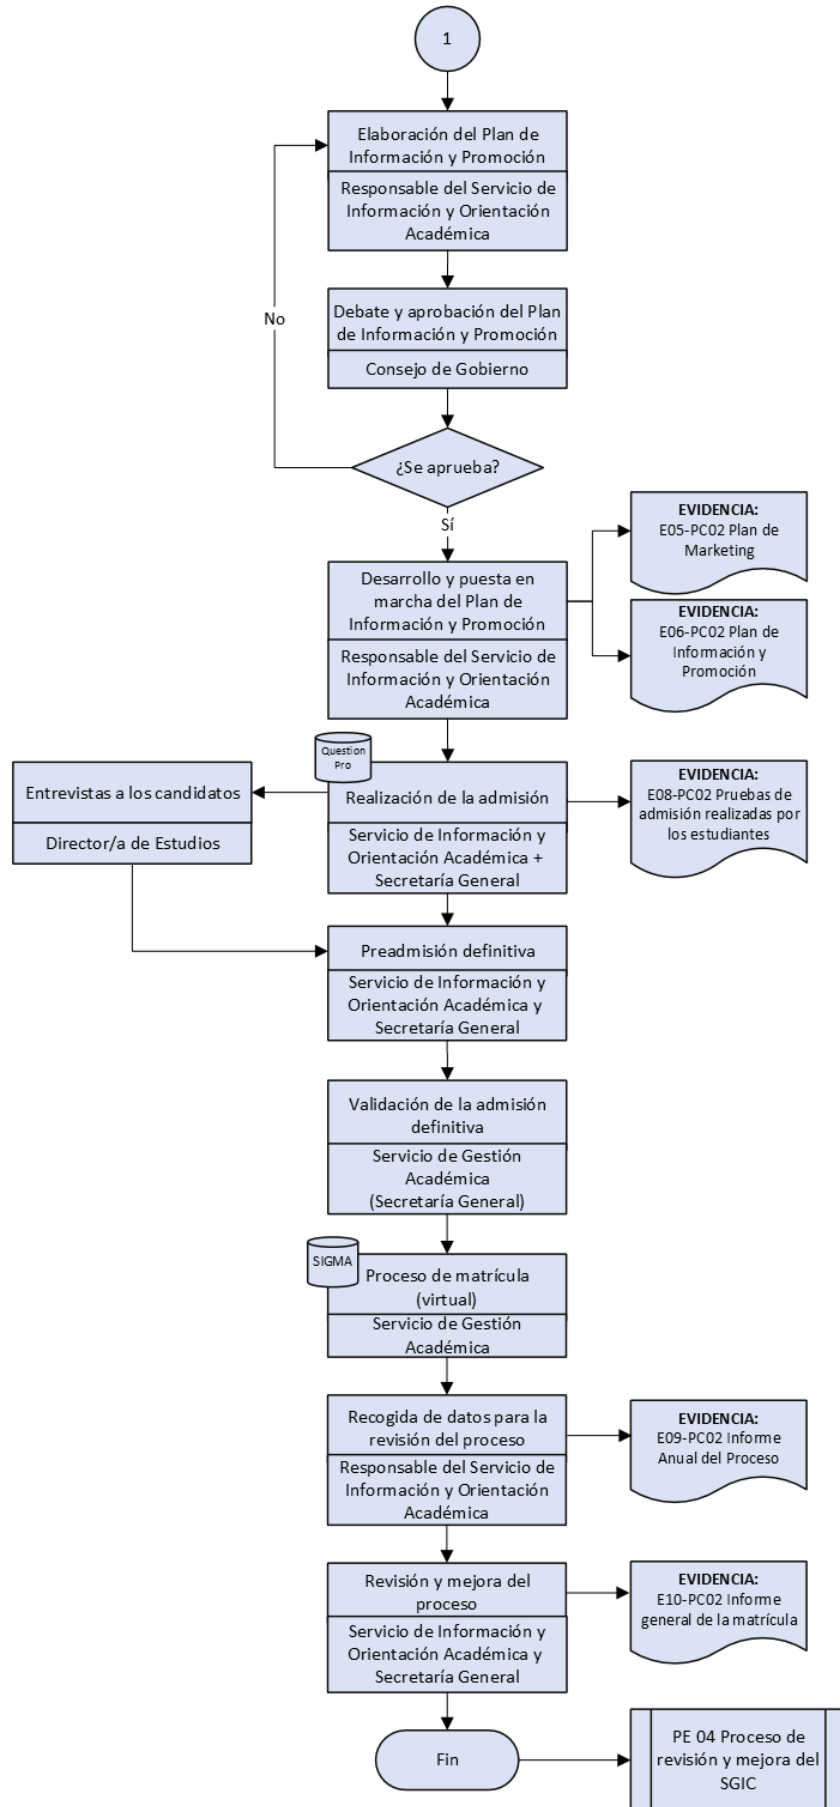 1
Elaboración del Plan de
Información y Promoción
Responsable del Servicio de
Información y Orientación
Académica
No
Debate y aprobación del Plan
de Información y Promoción
Consejo de Gobierno
¿Se aprueba?
Sí
EVIDENCIA:
E05-PC02 Plan de
Marketing
Desarrollo y puesta en
marcha del Plan de
Información y Promoción
Responsable del Servicio de
Información y Orientación
Académica
EVIDENCIA:
E06-PC02 Plan de
Información y
Promoción
Question
Pro
Entrevistas a los candidatos
Director/a de Estudios
Realización de la admisión
Servicio de Información y
Orientación Académica +
Secretaría General
EVIDENCIA:
E08-PC02 Pruebas de
admisión realizadas por
los estudiantes
Preadmisión definitiva
Servicio de Información y
Orientación Académica y
Secretaría General
Validación de la admisión
definitiva
Servicio de Gestión
Académica
(Secretaría General)
SIGMA
Proceso de matrícula
(virtual)
Servicio de Gestión
Académica
Recogida de datos para la
revisión del proceso
Responsable del Servicio de
Información y Orientación
Académica
EVIDENCIA:
E09-PC02 Informe
Anual del Proceso
Revisión y mejora del
proceso
Servicio de Información y
Orientación Académica y
Secretaría General
EVIDENCIA:
E10-PC02 Informe
general de la matrícula
Fin
PE 04 Proceso de
revisión y mejora del
SGIC